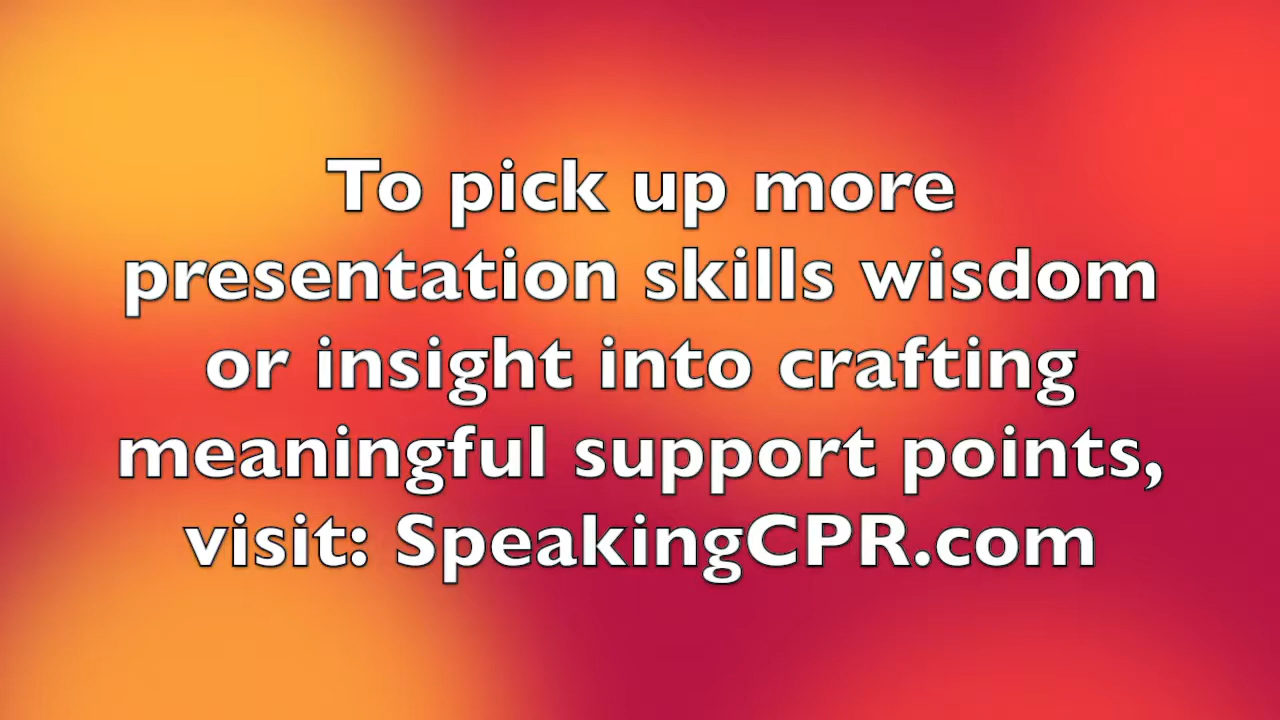 To pick up more
presentation skills wisdom
or insight into crafting
meaningful support points,
visit: SpeakingCPR.com